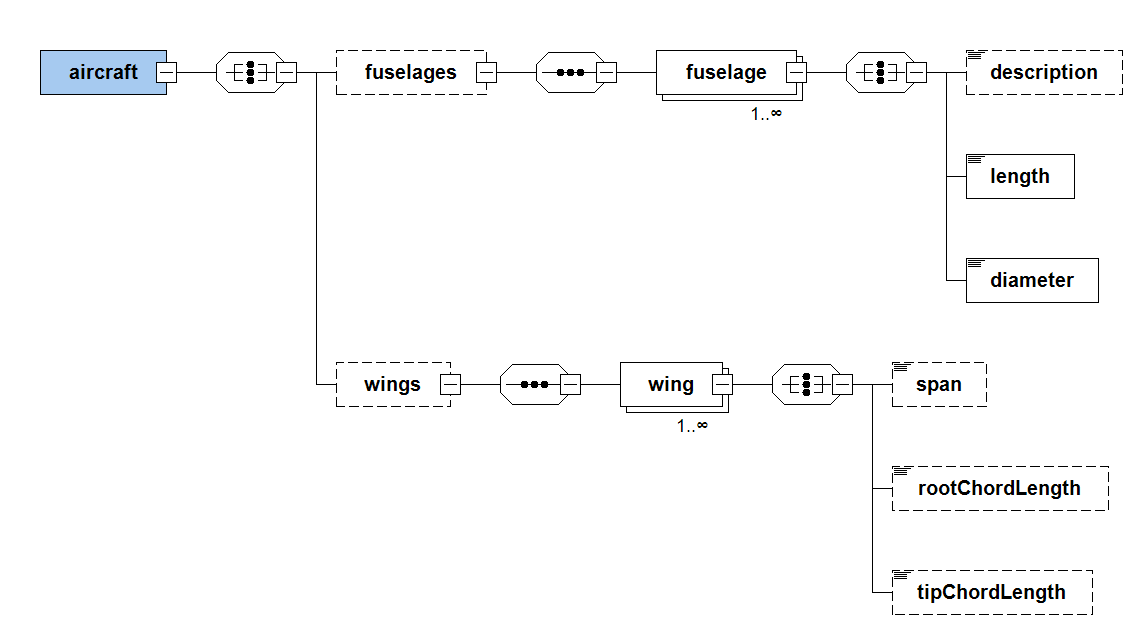 aircraft
fuselages
fuselage
1..∞
description
length
diameter
wings
wing
1..∞
span
rootChordLength
tipChordLength